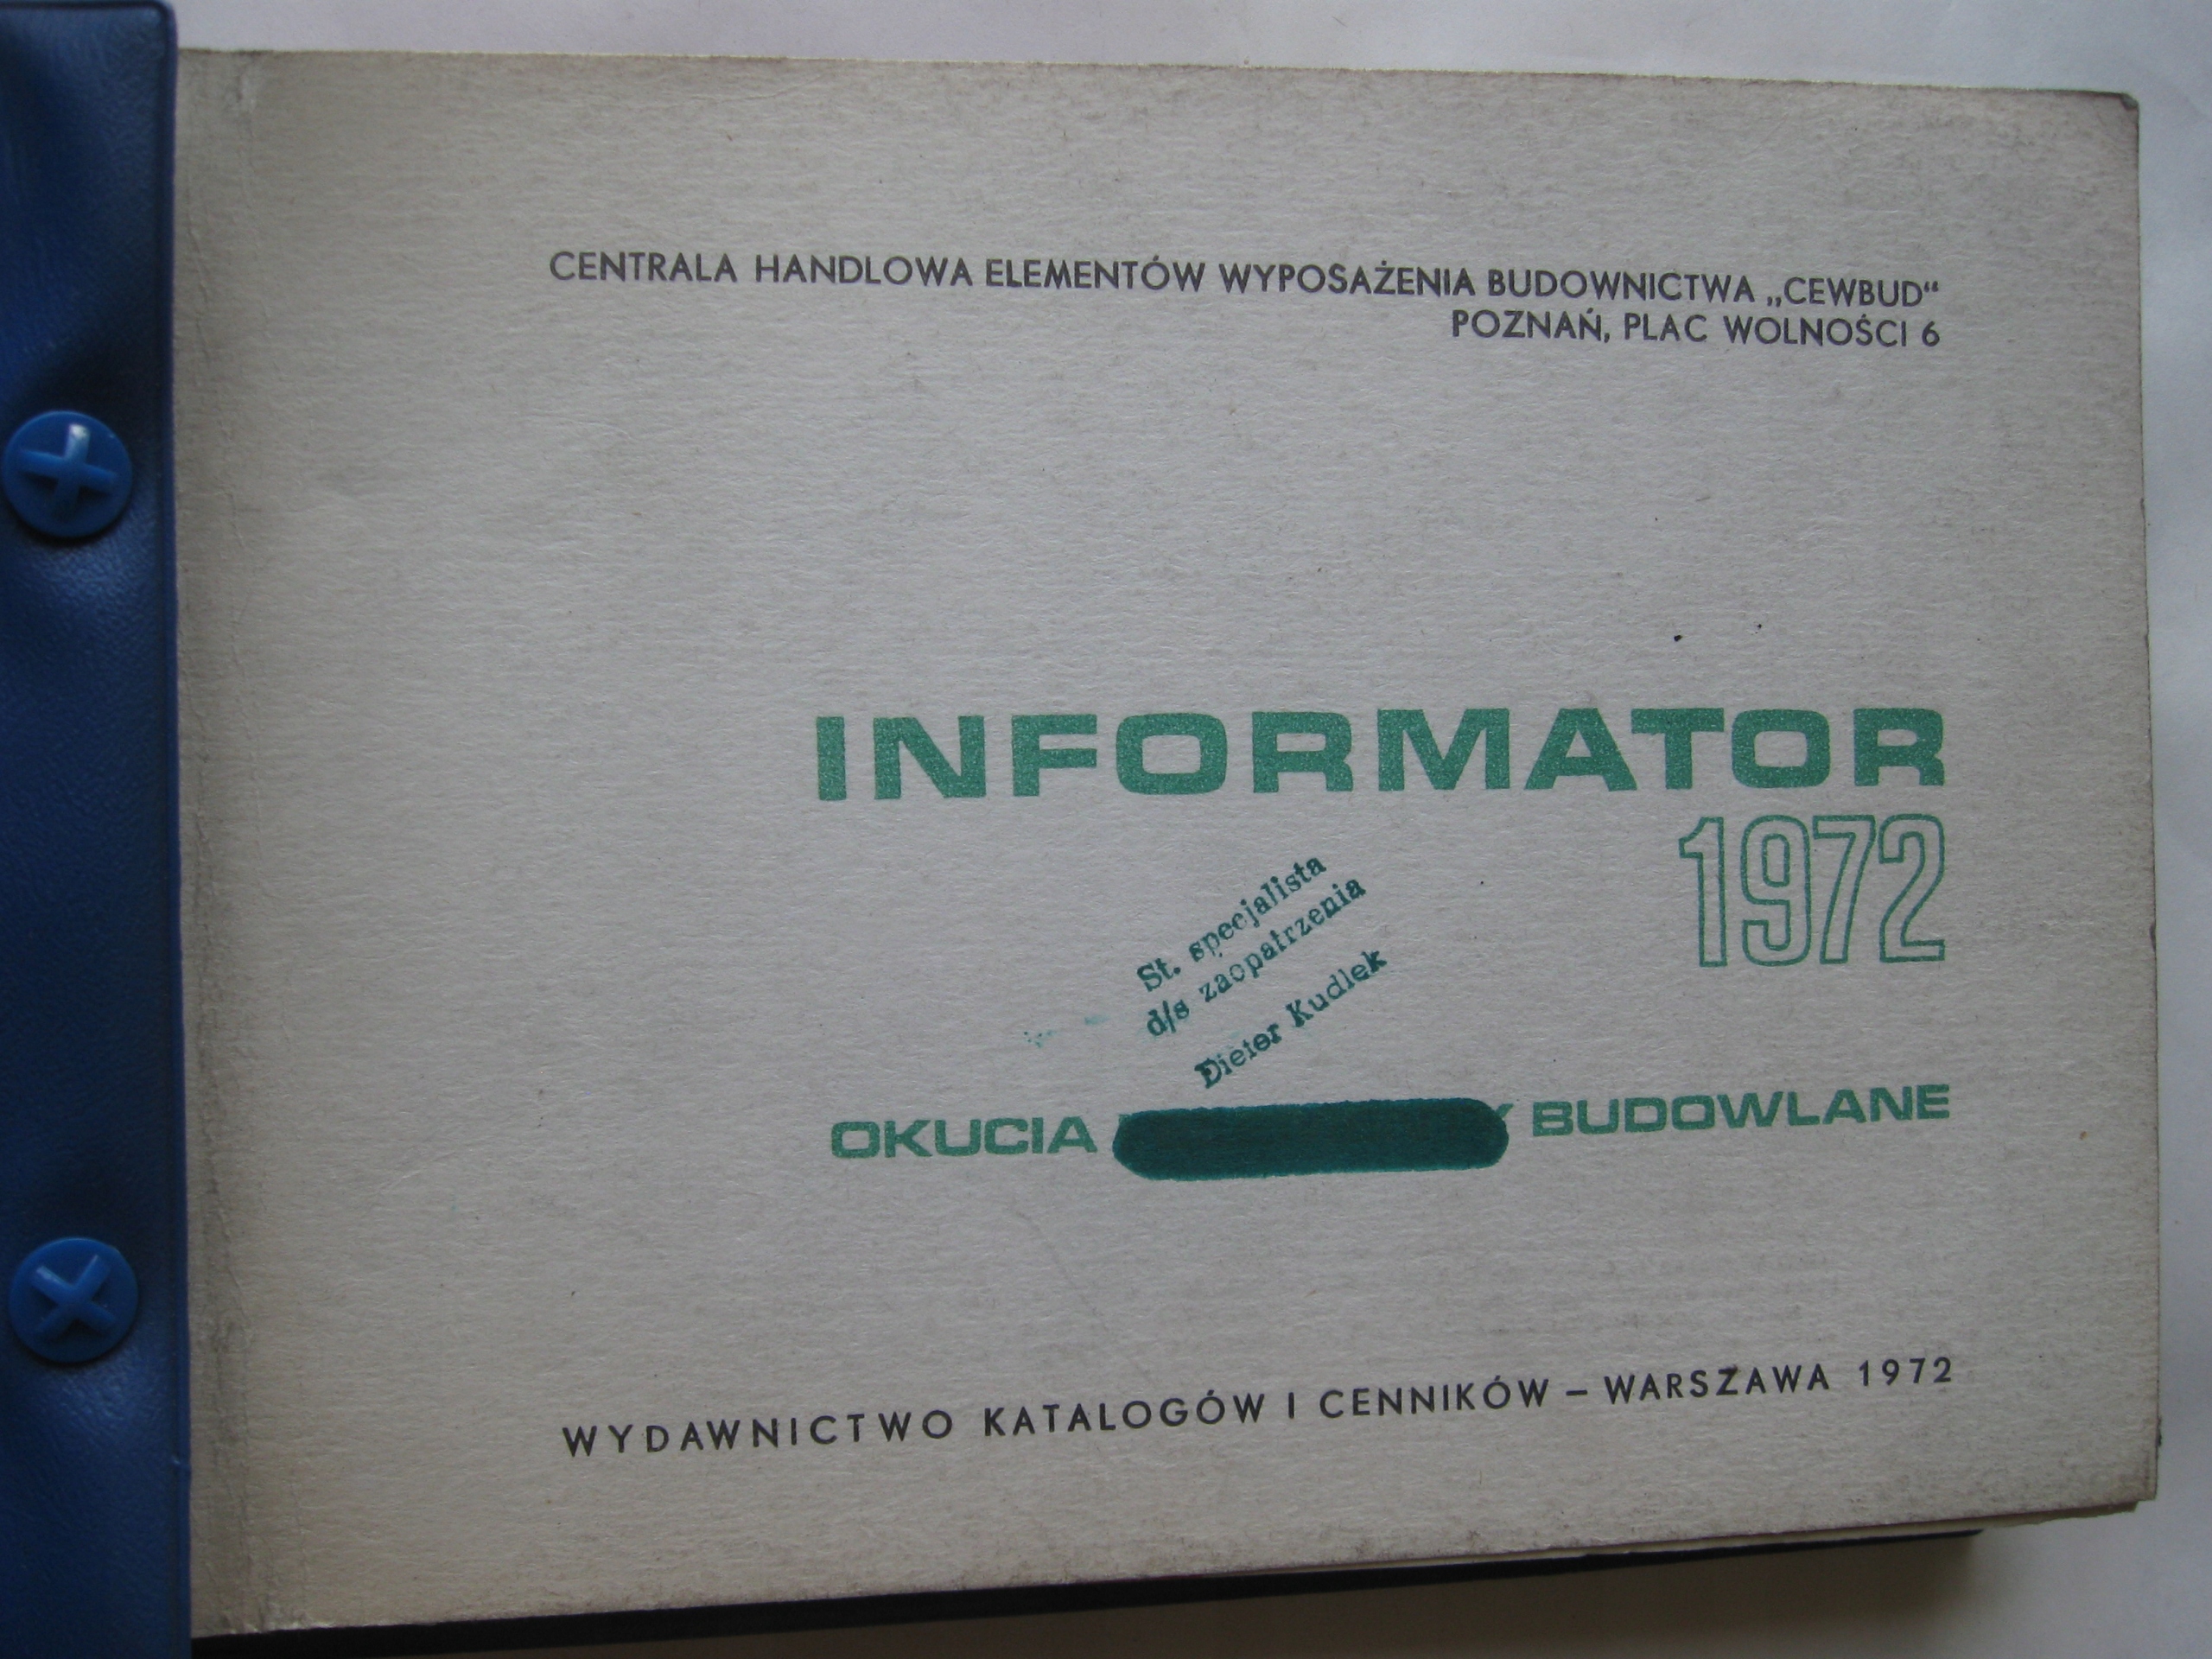 CENTRALA HANDLOWA ELEMENTÓW WYPOSAŻENIA BUDOWNICTWA „CEWBUD“
POZNAŃ, PLAC WOLNOŚCI 6
INFORMATOR
1972
St. specjalista
d/s zaopatrzenia
Dieter Kudlek
OKUCIA BUDOWLANE
WYDAWNICTWO KATALOGÓW I CENNIKÓW – WARSZAWA 1972